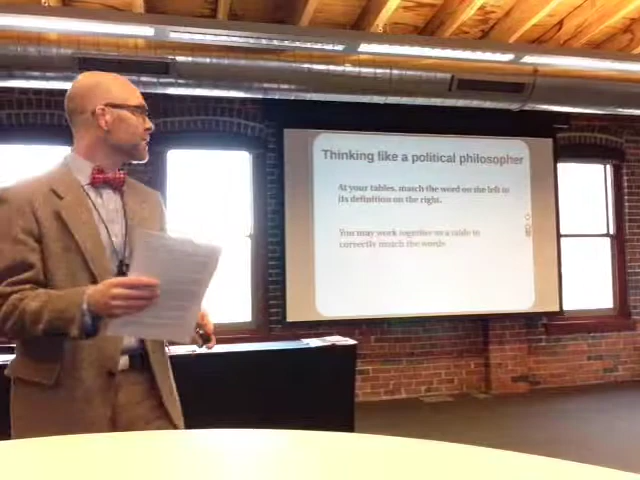 Thinking like a political philosopher
At your tables, match the word on the left to
its definition on the right.
You may work together as a table to
correctly match the words